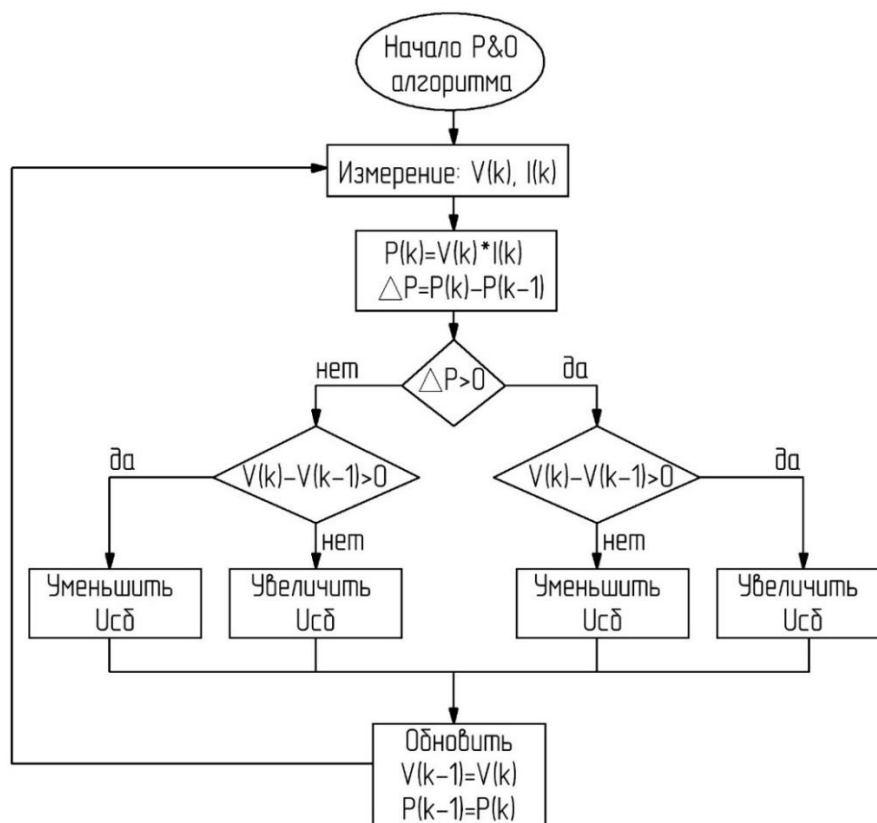 Начало P&O
алгоритма
Измерение: V(k), I(k)
P(k)=V(k)*I(k)
△P=P(k)-P(k-1)
△P>0
нет
да
V(k)-V(k-1)>0
V(k)-V(k-1)>0
да
нет
нет
да
Уменьшить
Uсб
Увеличить
Uсб
Уменьшить
Uсб
Увеличить
Uсб
Обновить
V(k-1)=V(k)
P(k-1)=P(k)